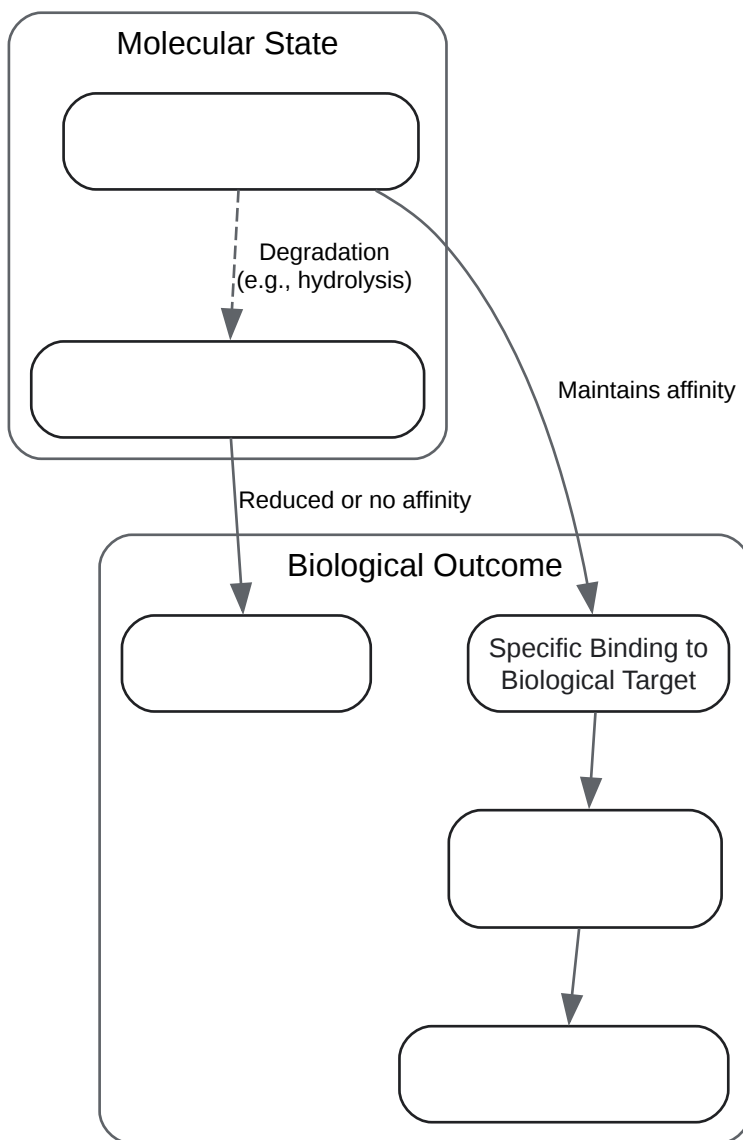 Molecular State
Degradation
(e.g., hydrolysis)
Maintains affinity
Reduced or no affinity
Biological Outcome
Specific Binding to
Biological Target